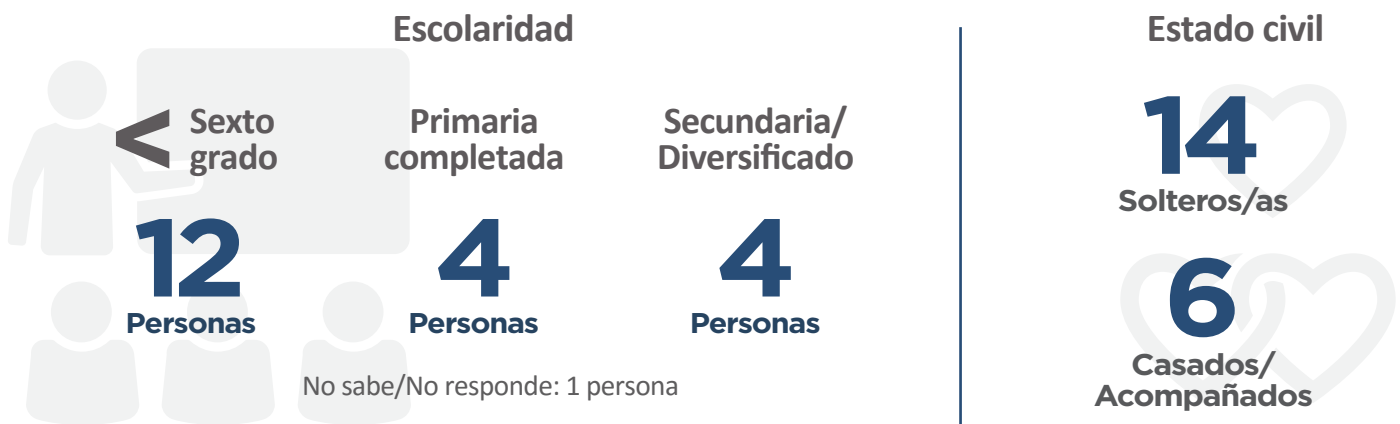 Escolaridad
< Sexto
grado
12
Personas
Primaria
completada
4
Personas
Secundaria/
Diversificado
4
Personas
No sabe/No responde: 1 persona
Estado civil
14
Solteros/as
6
Casados/
Acompañados